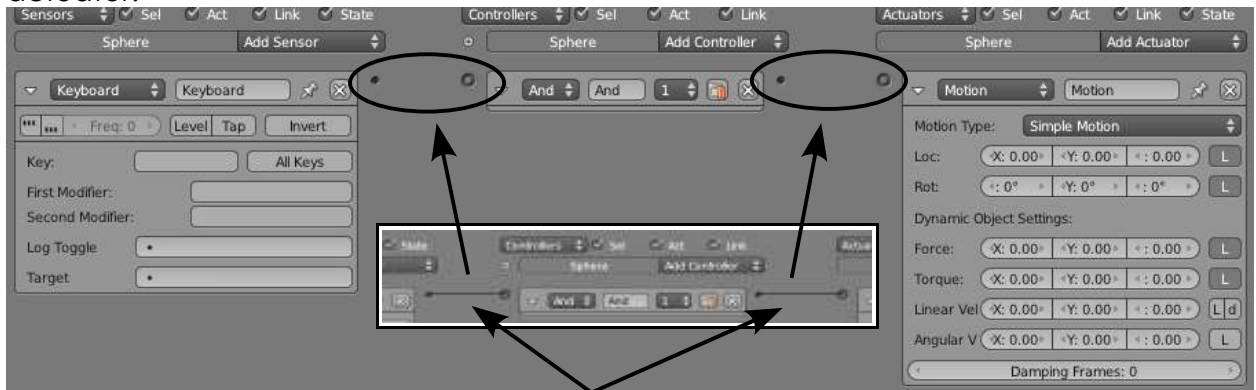 Sensors Sel Act Link State Controllers Sel Act Link Actuators Sel Act Link State
Sphere Add Sensor Sphere Add Controller Sphere Add Actuator
Keyboard Keyboard And And 1 Motion Motion
Freq: 0 Level Tap Invert Motion Type: Simple Motion
Key: All Keys Loc: X: 0.00 Y: 0.00 : 0.00 L
First Modifier: Rot: : 0° Y: 0° : 0° L
Second Modifier: Dynamic Object Settings:
State Controllers Sel Act Link
Log Toggle Force: X: 0.00 Y: 0.00 : 0.00 L
Sphere Add Controller
Target Torque: X: 0.00 Y: 0.00 : 0.00 L
And And 1 Linear Vel X: 0.00 Y: 0.00 : 0.00 L d
Angular V X: 0.00 Y: 0.00 : 0.00 L
Damping Frames: 0